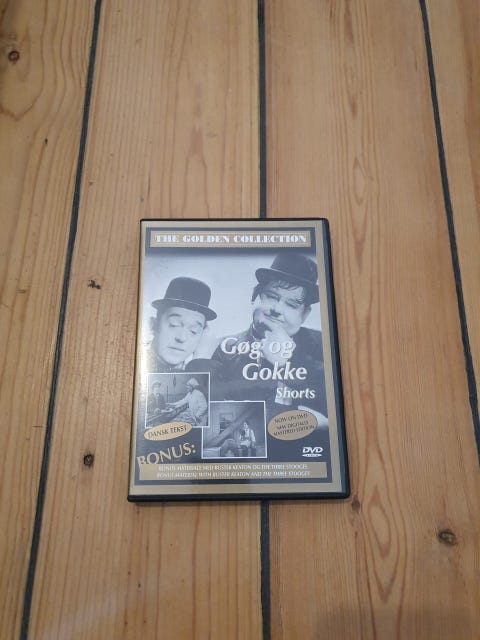 THE GOLDEN COLLECTION
Gøg og
Gokke
Shorts
DANSK TEKST
NOW ON DVD
NEW DIGITALLY
MASTERED EDITION
BONUS:
DVD
BONUS MATERIALE MED BUSTER KEATON OG THE THREE STOOGES
BONUS MATERIAL WITH BUSTER KEATON AND THE THREE STOOGES